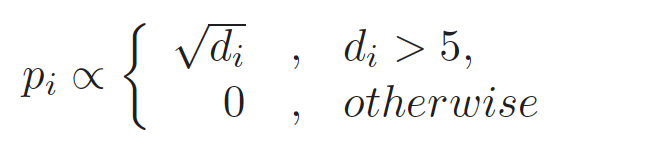 p_i ∝ { √d_i , d_i > 5,
0 , otherwise